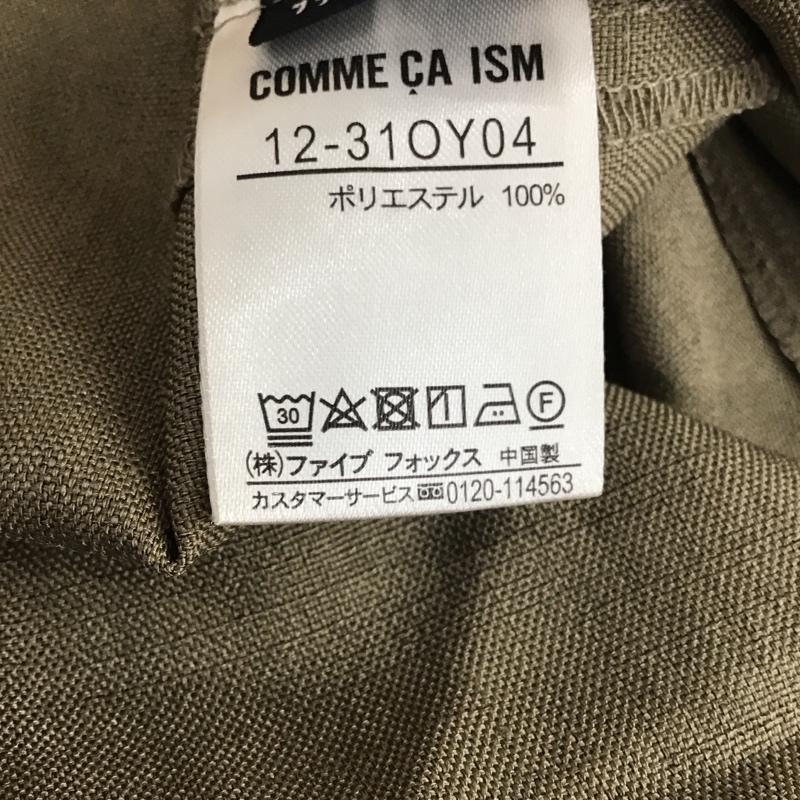 COMME ÇA ISM
12-31OY04
ポリエステル 100%
30 F
(株)ファイブ フォックス 中国製
カスタマーサービス 0120-114563